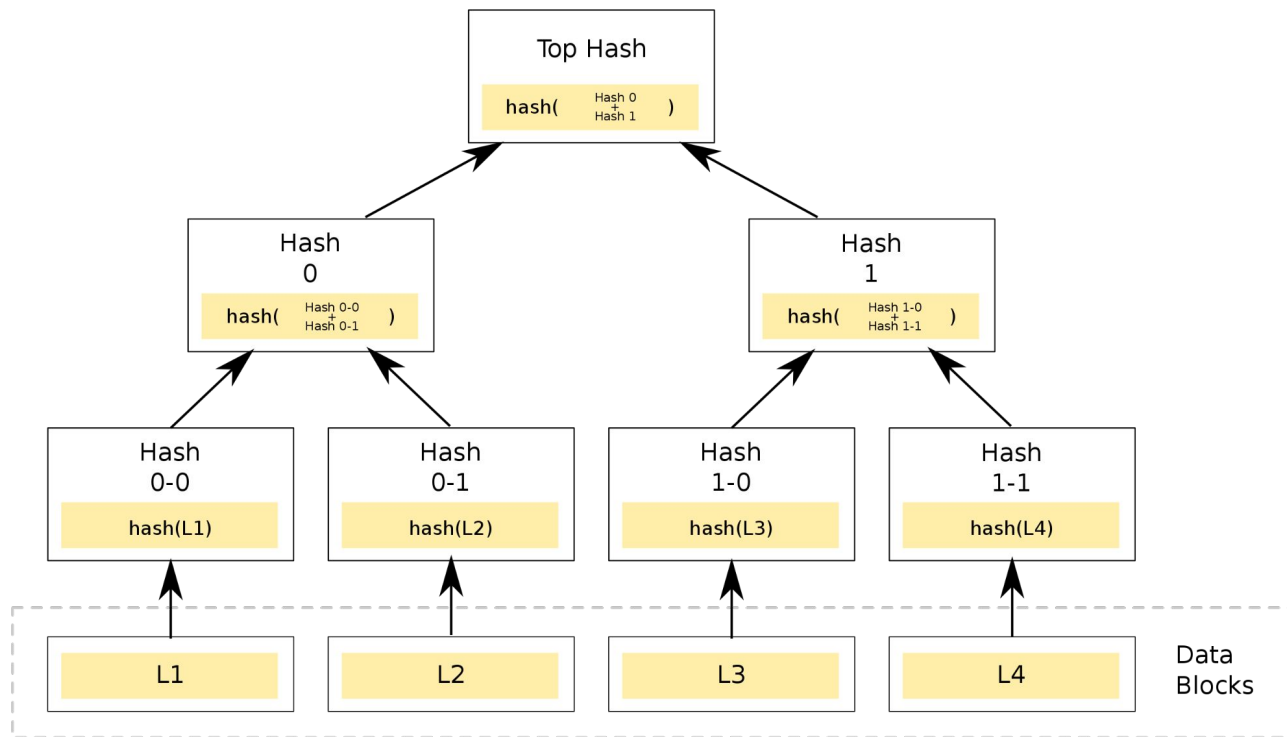 Top Hash
hash( Hash 0 + Hash 1 )
Hash
0
hash( Hash 0-0 + Hash 0-1 )
Hash
1
hash( Hash 1-0 + Hash 1-1 )
Hash
0-0
hash(L1)
Hash
0-1
hash(L2)
Hash
1-0
hash(L3)
Hash
1-1
hash(L4)
L1
L2
L3
L4
Data
Blocks